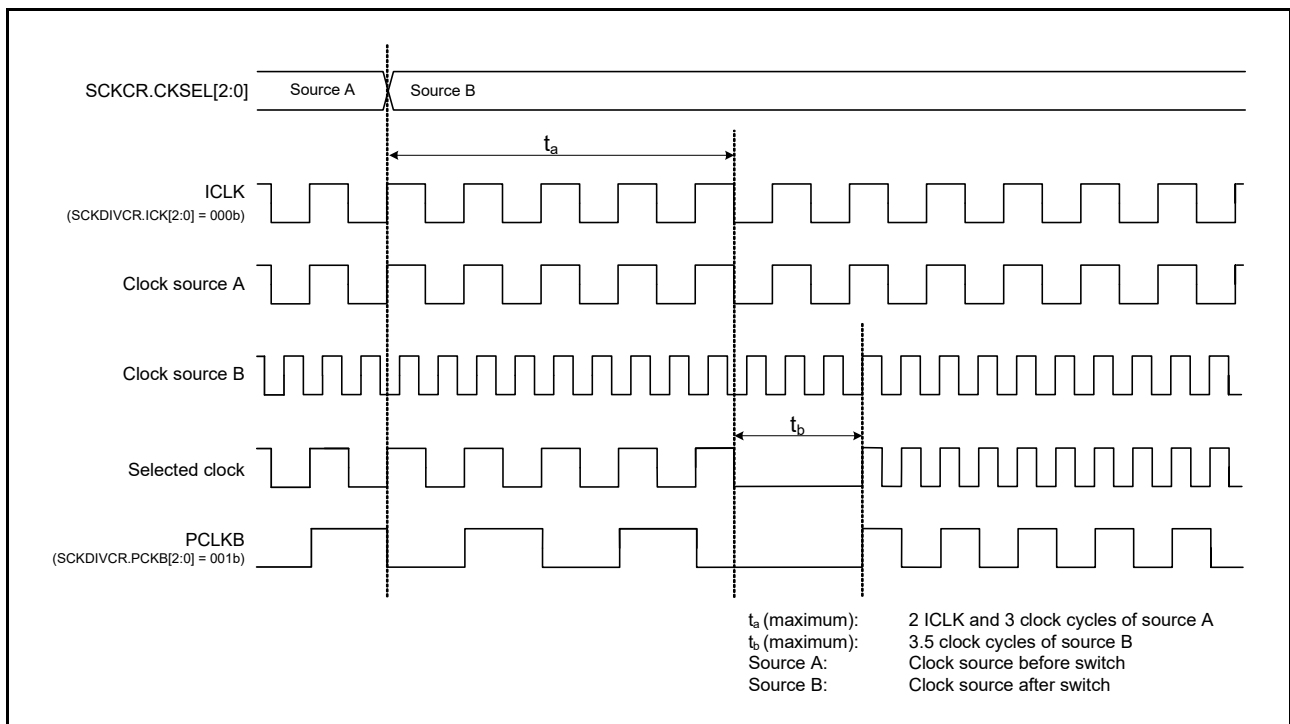 SCKCR.CKSEL[2:0]
Source A
Source B
ta
ICLK
(SCKDIVCR.ICK[2:0] = 000b)
Clock source A
Clock source B
tb
Selected clock
PCLKB
(SCKDIVCR.PCKB[2:0] = 001b)
ta (maximum): 2 ICLK and 3 clock cycles of source A
tb (maximum): 3.5 clock cycles of source B
Source A: Clock source before switch
Source B: Clock source after switch